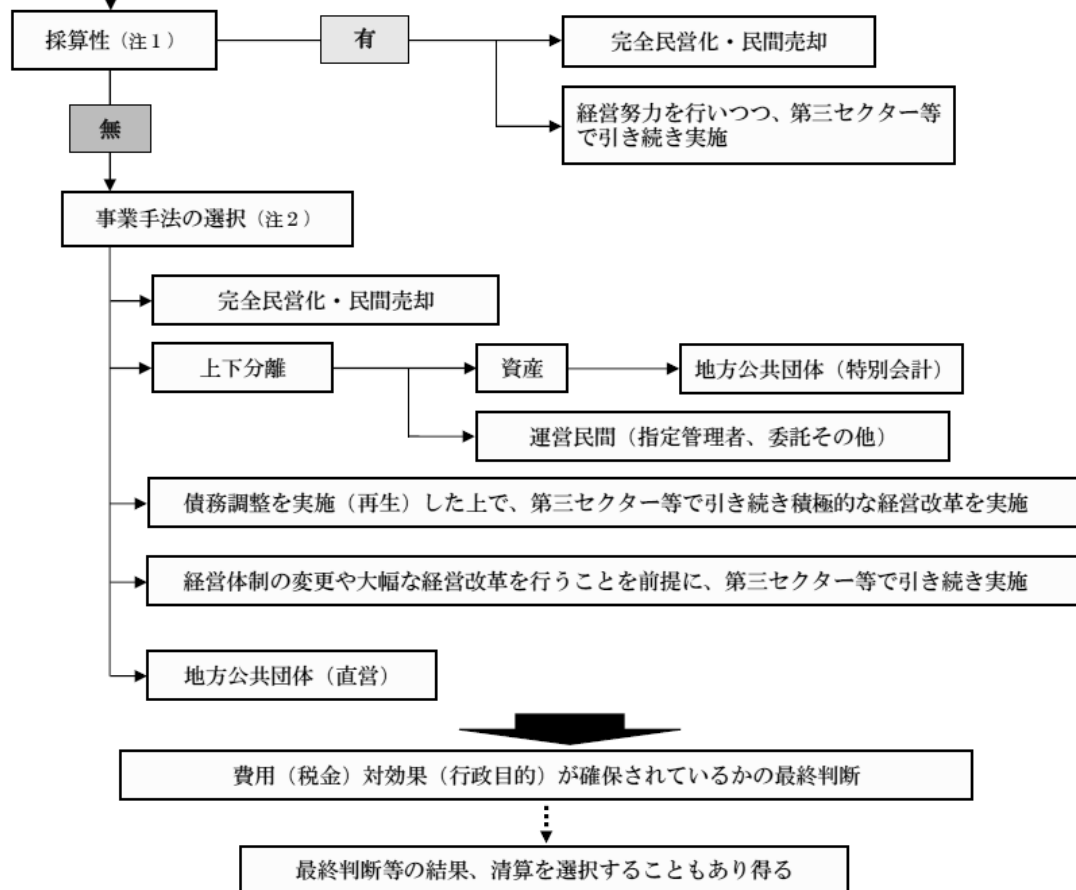 採算性（注１）
有
完全民営化・民間売却
経営努力を行いつつ、第三セクター等
で引き続き実施
無
事業手法の選択（注２）
完全民営化・民間売却
上下分離
資産
地方公共団体（特別会計）
運営民間（指定管理者、委託その他）
債務調整を実施（再生）した上で、第三セクター等で引き続き積極的な経営改革を実施
経営体制の変更や大幅な経営改革を行うことを前提に、第三セクター等で引き続き実施
地方公共団体（直営）
費用（税金）対効果（行政目的）が確保されているかの最終判断
最終判断等の結果、清算を選択することもあり得る